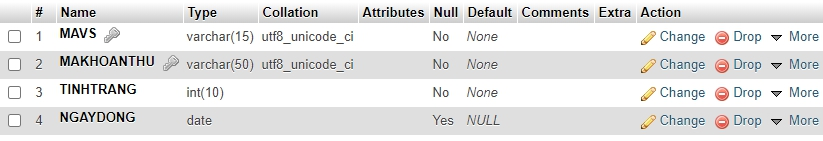 # Name Type Collation Attributes Null Default Comments Extra Action
1 MAVS varchar(15) utf8_unicode_ci No None Change Drop More
2 MAKHOANTHU varchar(50) utf8_unicode_ci No None Change Drop More
3 TINHTRANG int(10) No None Change Drop More
4 NGAYDONG date Yes NULL Change Drop More